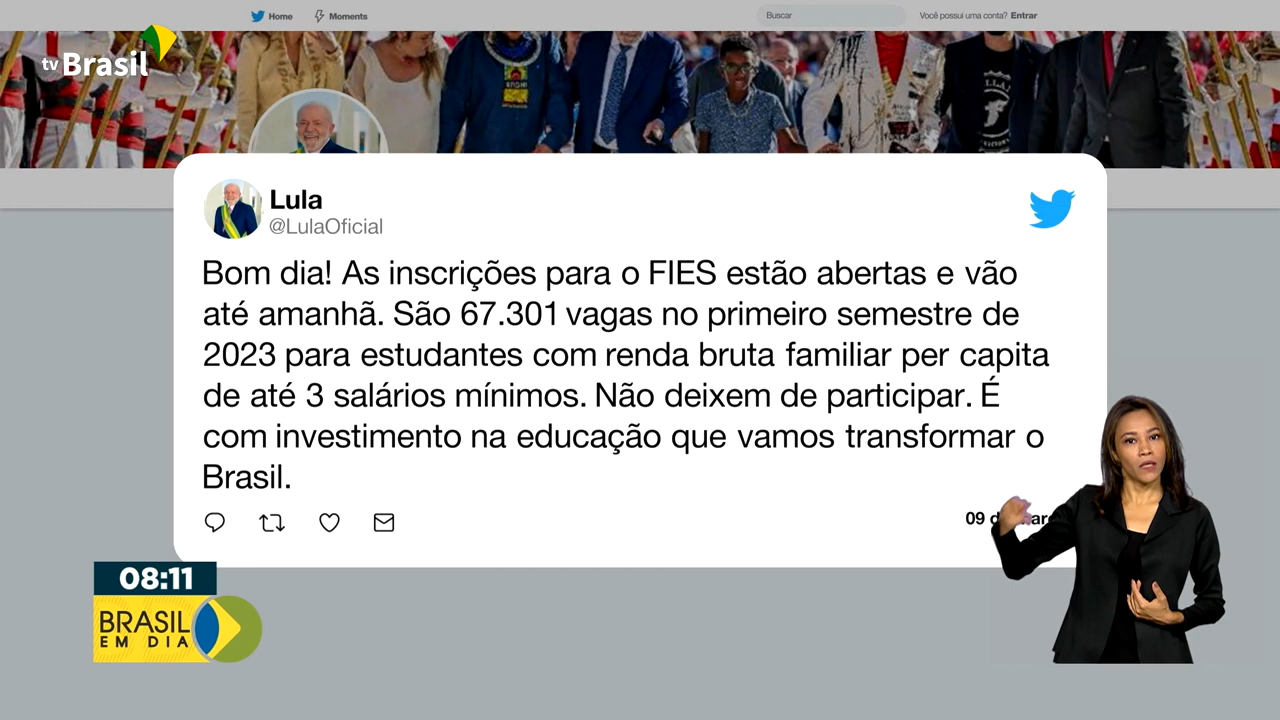 Home
Moments
Buscar
Você possui uma conta? Entrar
tv Brasil
Lula
@LulaOficial
Bom dia! As inscrições para o FIES estão abertas e vão
até amanhã. São 67.301 vagas no primeiro semestre de
2023 para estudantes com renda bruta familiar per capita
de até 3 salários mínimos. Não deixem de participar. É
com investimento na educação que vamos transformar o
Brasil.
09
08:11
BRASIL
EM DIA